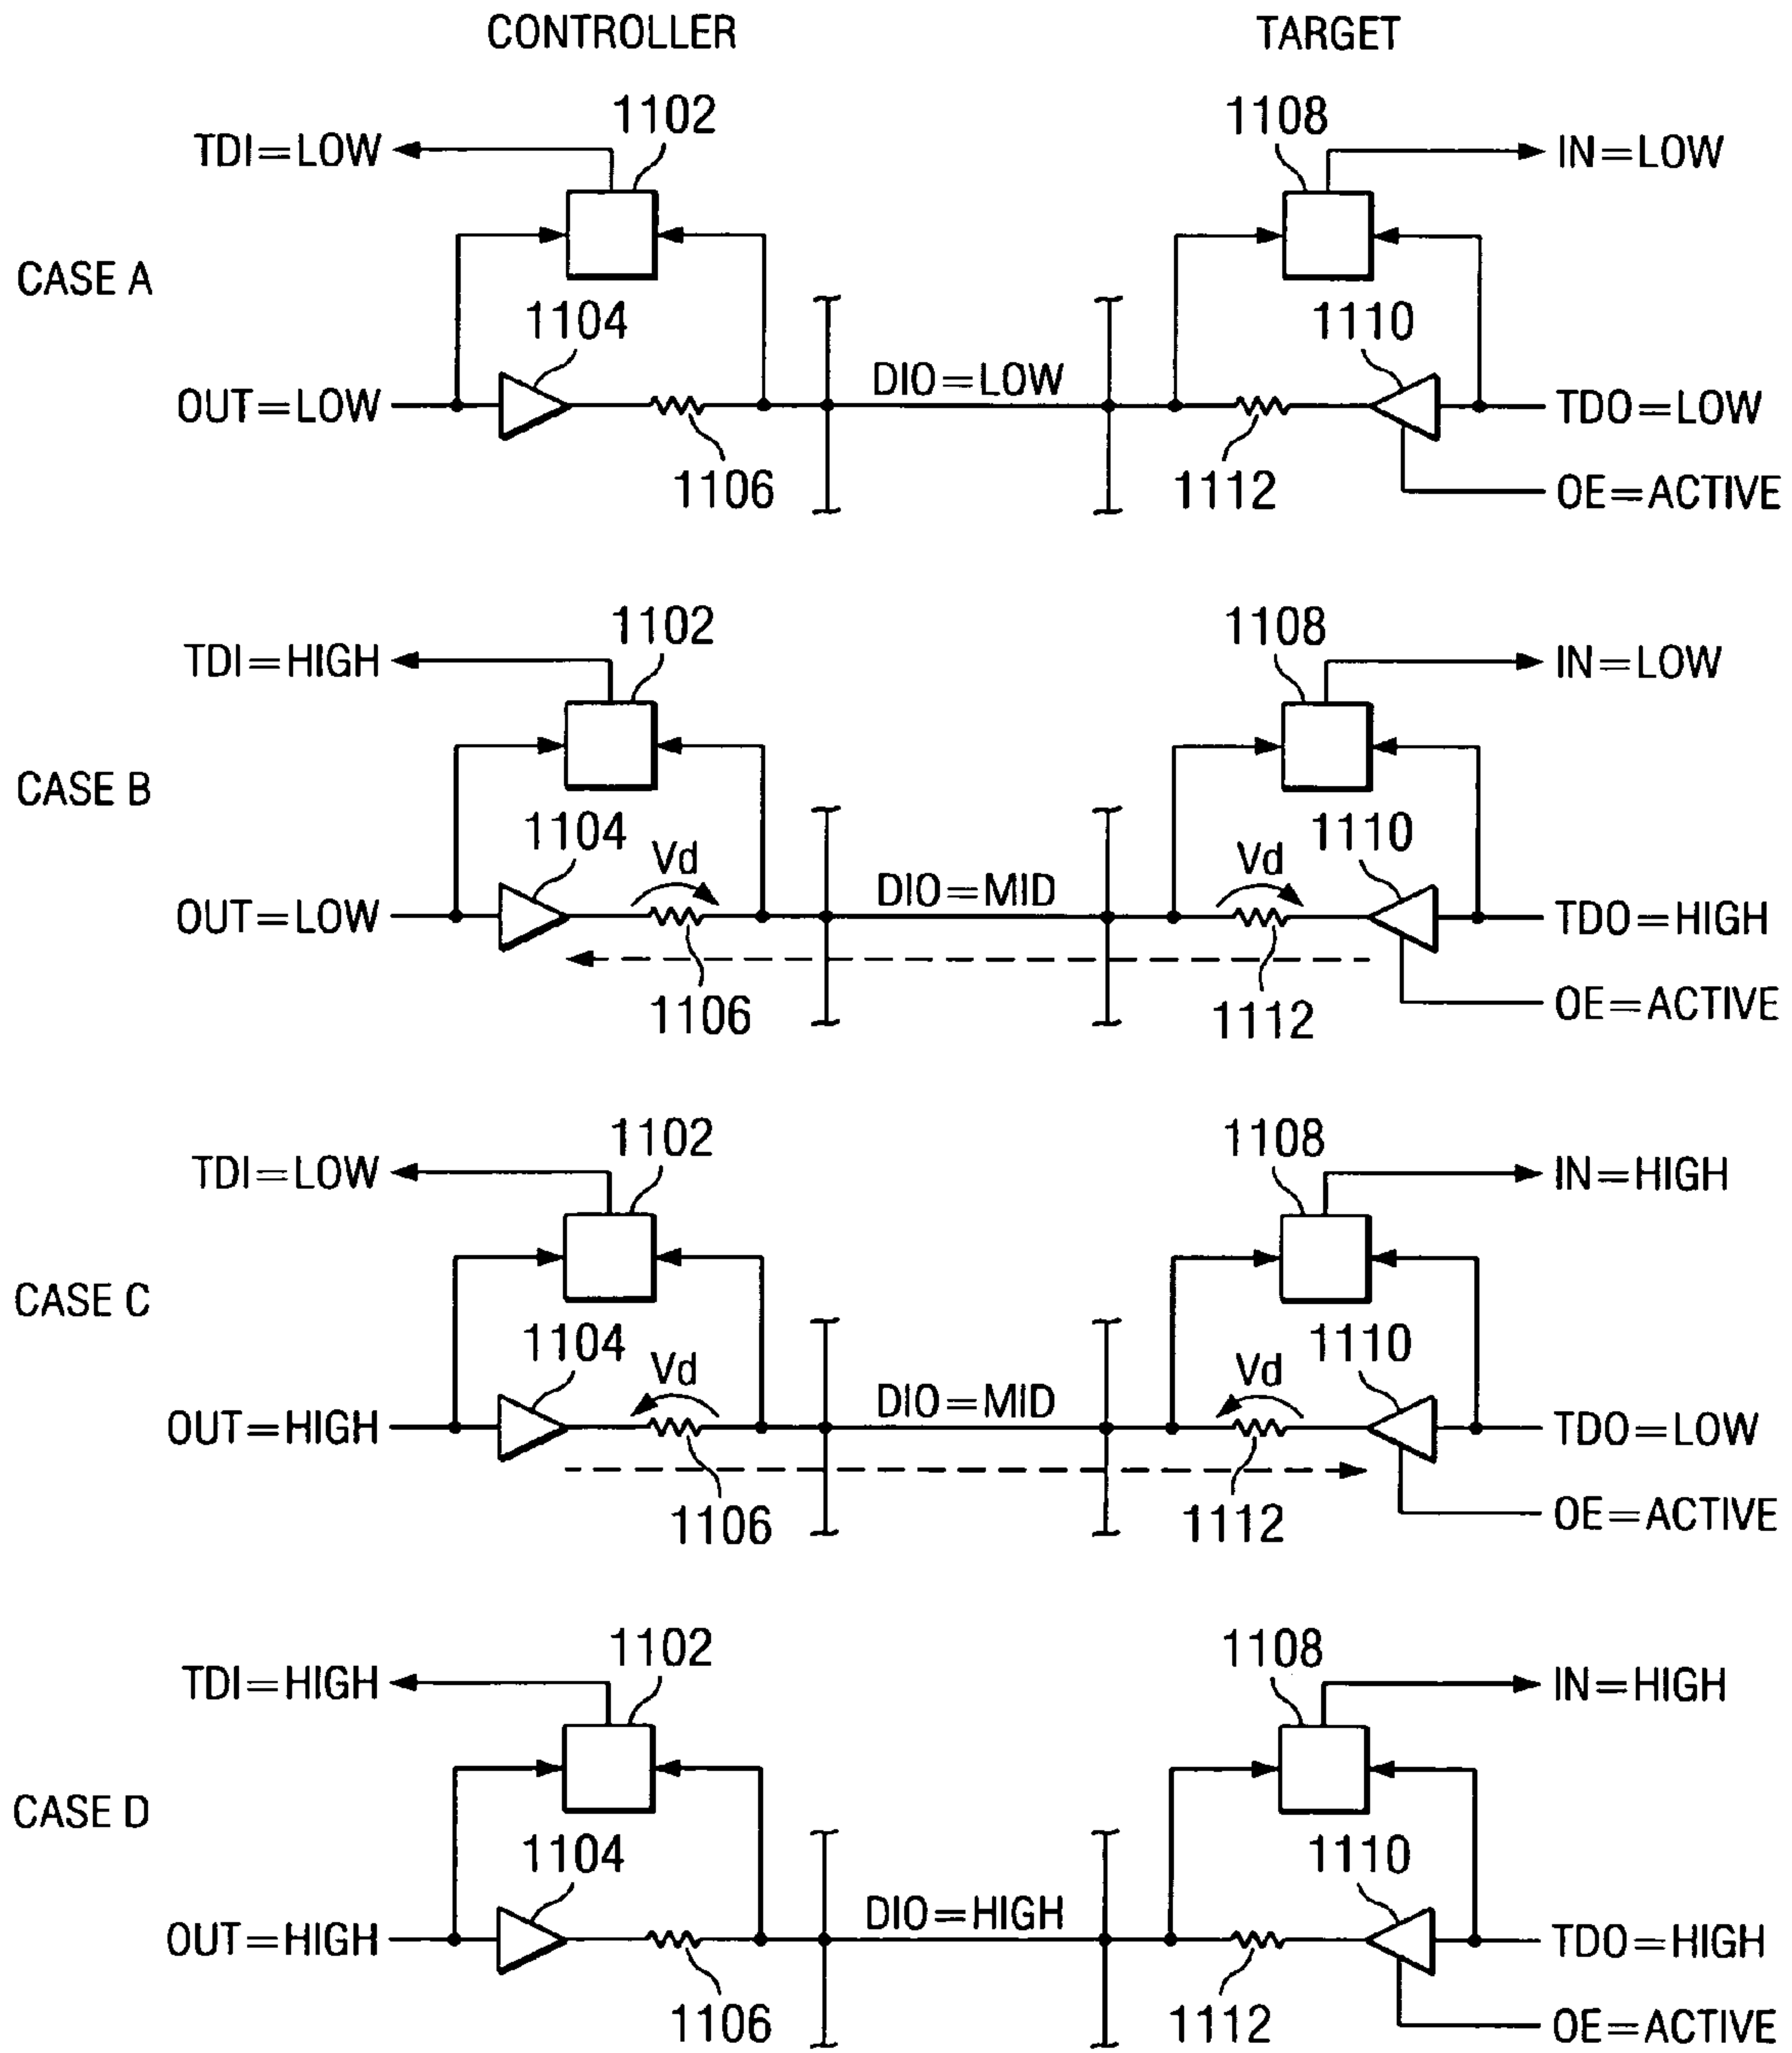 CONTROLLER TARGET
1102 1108
TDI=LOW IN=LOW
CASE A
1104 1110
DIO=LOW
OUT=LOW TDO=LOW
1106 1112 OE=ACTIVE
1102 1108
TDI=HIGH IN=LOW
CASE B
1104 Vd Vd 1110
DIO=MID
OUT=LOW TDO=HIGH
1106 1112 OE=ACTIVE
1102 1108
TDI=LOW IN=HIGH
CASE C
1104 Vd Vd 1110
DIO=MID
OUT=HIGH TDO=LOW
1106 1112 OE=ACTIVE
1102 1108
TDI=HIGH IN=HIGH
CASE D
1104 1110
DIO=HIGH
OUT=HIGH TDO=HIGH
1106 1112 OE=ACTIVE